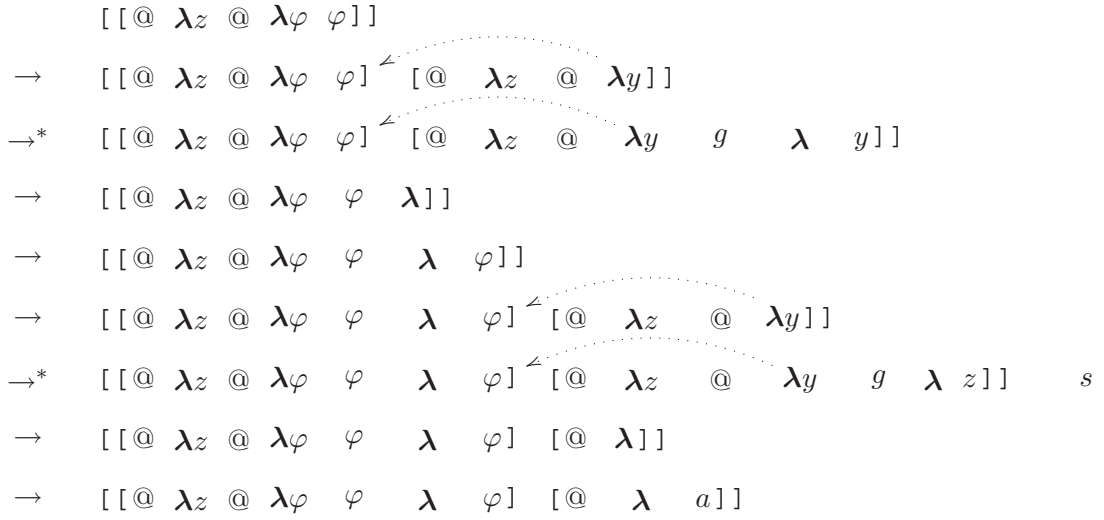 [ [ @ λz @ λφ φ ] ]
→ [ [ @ λz @ λφ φ ] [ @ λz @ λy ] ]
→* [ [ @ λz @ λφ φ ] [ @ λz @ λy g λ y ] ]
→ [ [ @ λz @ λφ φ λ ] ]
→ [ [ @ λz @ λφ φ λ φ ] ]
→ [ [ @ λz @ λφ φ λ φ ] [ @ λz @ λy ] ]
→* [ [ @ λz @ λφ φ λ φ ] [ @ λz @ λy g λ z ] ] s
→ [ [ @ λz @ λφ φ λ φ ] [ @ λ ] ]
→ [ [ @ λz @ λφ φ λ φ ] [ @ λ a ] ]